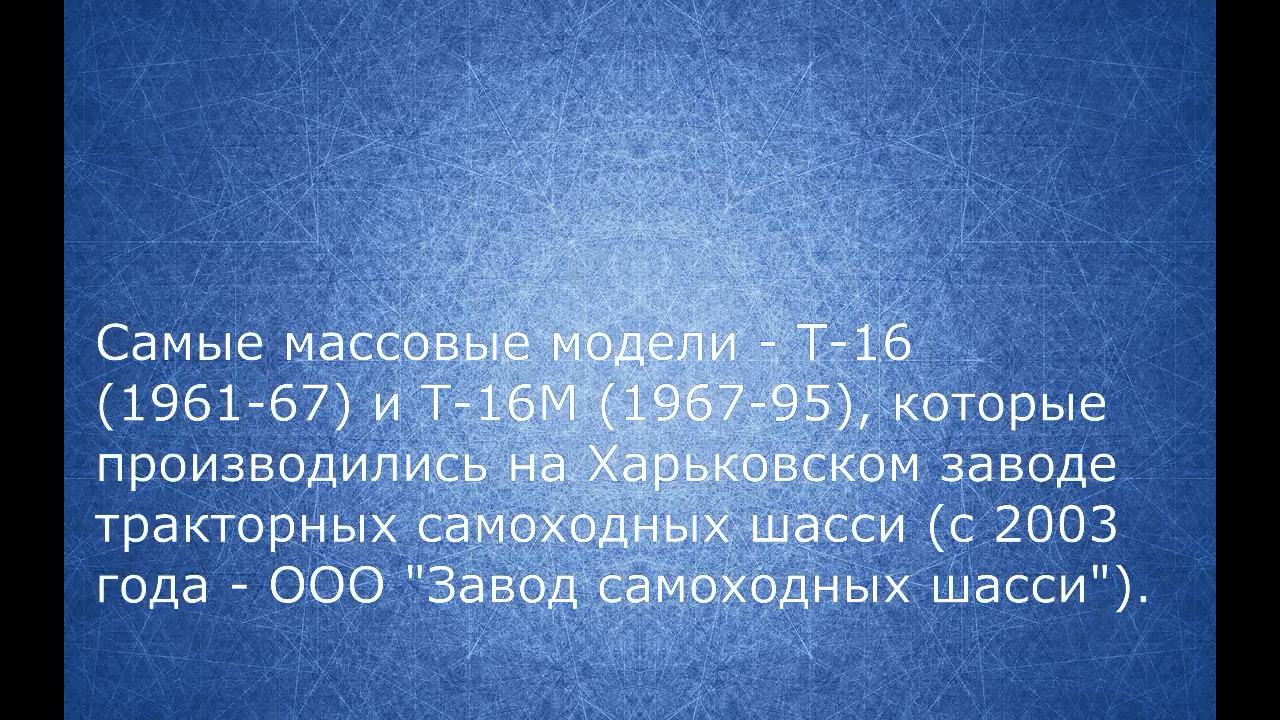 Самые массовые модели - Т-16
(1961-67) и Т-16М (1967-95), которые
производились на Харьковском заводе
тракторных самоходных шасси (с 2003
года - ООО "Завод самоходных шасси").